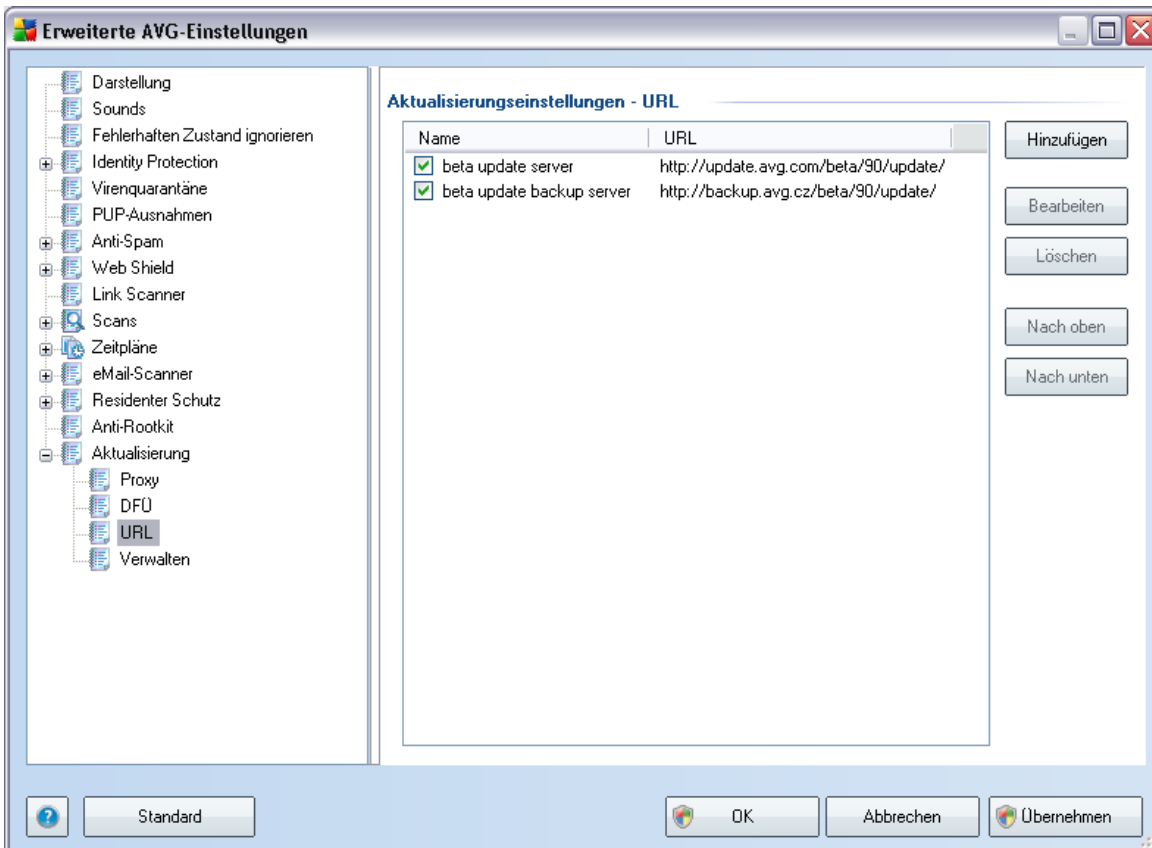 Erweiterte AVG-Einstellungen
Darstellung
Sounds
Fehlerhaften Zustand ignorieren
Identity Protection
Virenquarantäne
PUP-Ausnahmen
Anti-Spam
Web Shield
Link Scanner
Scans
Zeitpläne
eMail-Scanner
Residenter Schutz
Anti-Rootkit
Aktualisierung
Proxy
DFÜ
URL
Verwalten
Aktualisierungseinstellungen - URL
Name URL
beta update server http://update.avg.com/beta/90/update/
beta update backup server http://backup.avg.cz/beta/90/update/
Hinzufügen
Bearbeiten
Löschen
Nach oben
Nach unten
Standard
OK
Abbrechen
Übernehmen